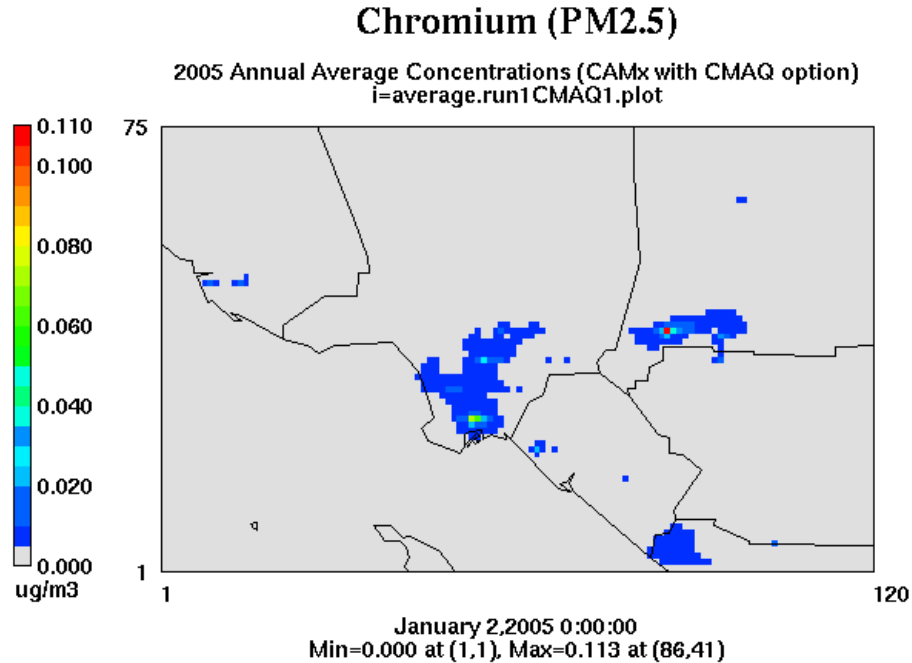 Chromium (PM2.5)
2005 Annual Average Concentrations (CAMx with CMAQ option)
i=average.run1CMAQ1.plot
0.110
0.100
0.080
0.060
0.040
0.020
0.000
ug/m3
75
1
1
120
January 2,2005 0:00:00
Min=0.000 at (1,1), Max=0.113 at (86,41)